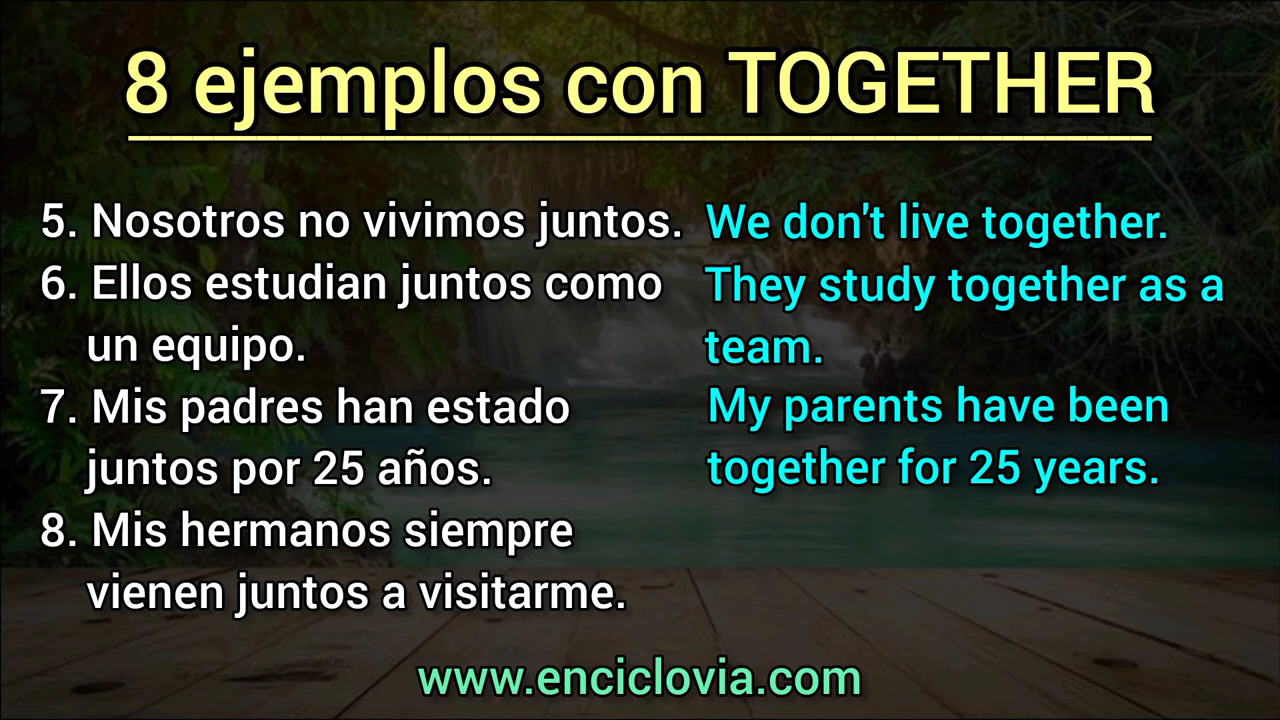 8 ejemplos con TOGETHER
5. Nosotros no vivimos juntos. We don't live together.
6. Ellos estudian juntos como
un equipo.
They study together as a
team.
7. Mis padres han estado
juntos por 25 años.
My parents have been
together for 25 years.
8. Mis hermanos siempre
vienen juntos a visitarme.
www.enciclovia.com